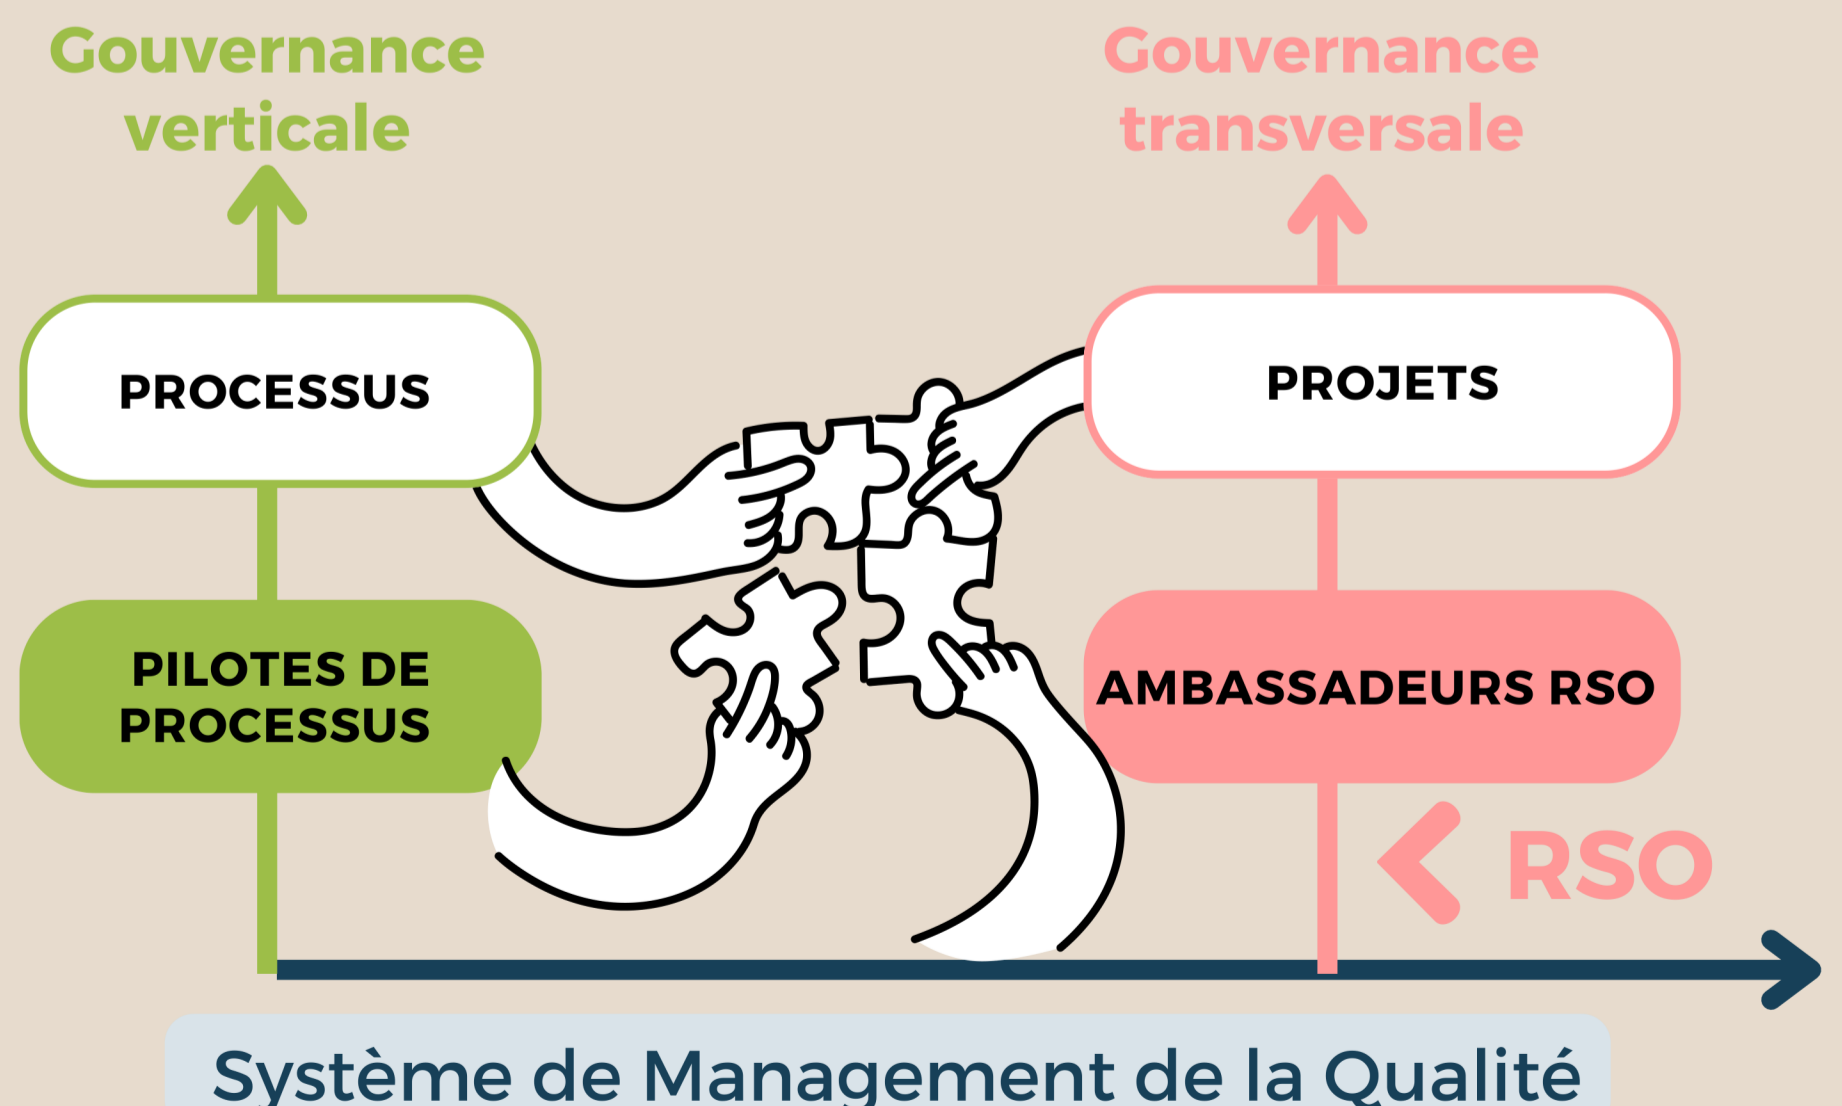 Gouvernance
verticale
Gouvernance
transversale
PROCESSUS
PROJETS
PILOTES DE
PROCESSUS
AMBASSADEURS RSO
RSO
Système de Management de la Qualité